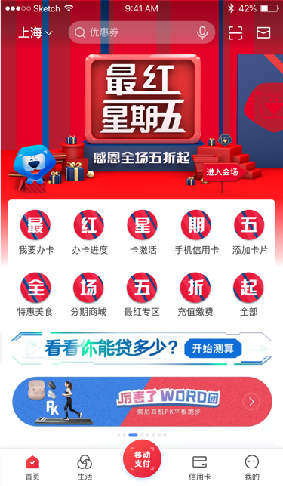 Sketch 9:41 AM 42%
上海 优惠券
最红
星期五
感恩全场五折起
进入会场
最 红 星 期 五
我要办卡 办卡进度 卡激活 手机信用卡 添加卡片
全 场 五 折 起
特惠美食 分期商城 最红专区 充值缴费 全部
看看你能贷多少? 开始测算
厉害了WORD团
PK
首页 生活 移动支付 信用卡 我的